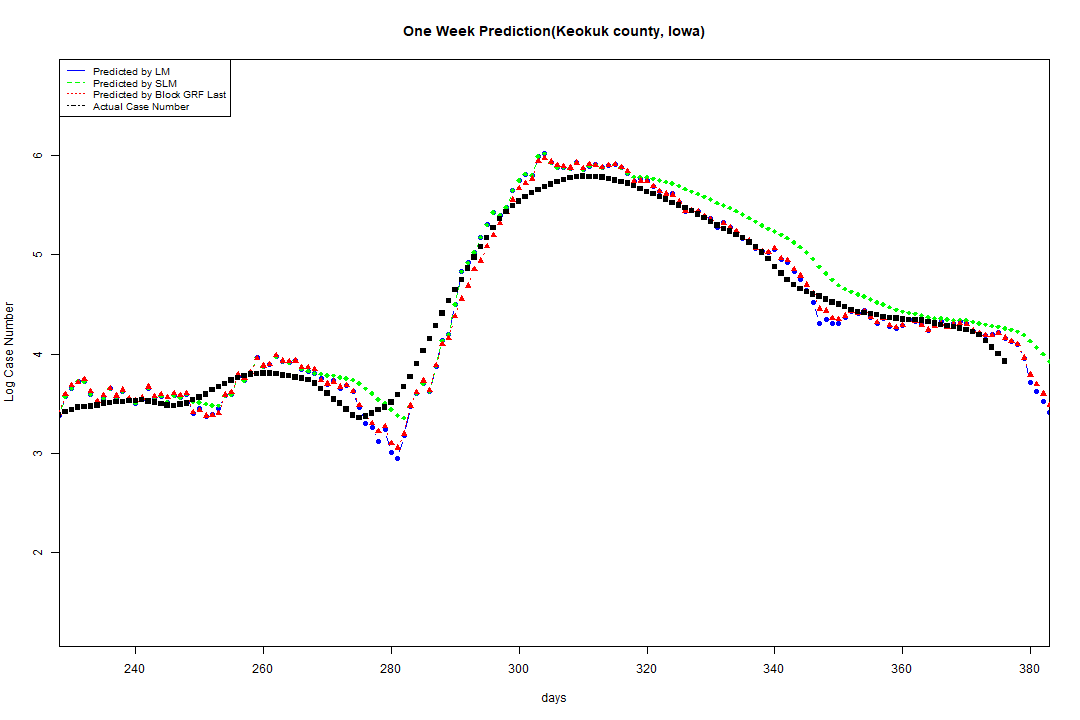 One Week Prediction(Keokuk county, Iowa)
Predicted by LM
Predicted by SLM
Predicted by Block GRF Last
Actual Case Number
Log Case Number
6
5
4
3
2
240 260 280 300 320 340 360 380
days